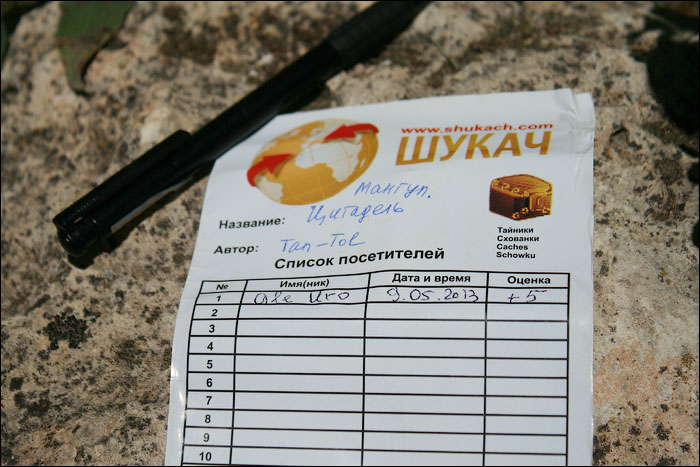 www.shukach.com
ШУКАЧ
Мангуп.
Название: Цитадель
Автор: Tan-Tol
Тайники
Схованки
Caches
Schowku
Список посетителей
№ Имя(ник) Дата и время Оценка
1 9.05.2013 +5
2
3
4
5
6
7
8
9
10